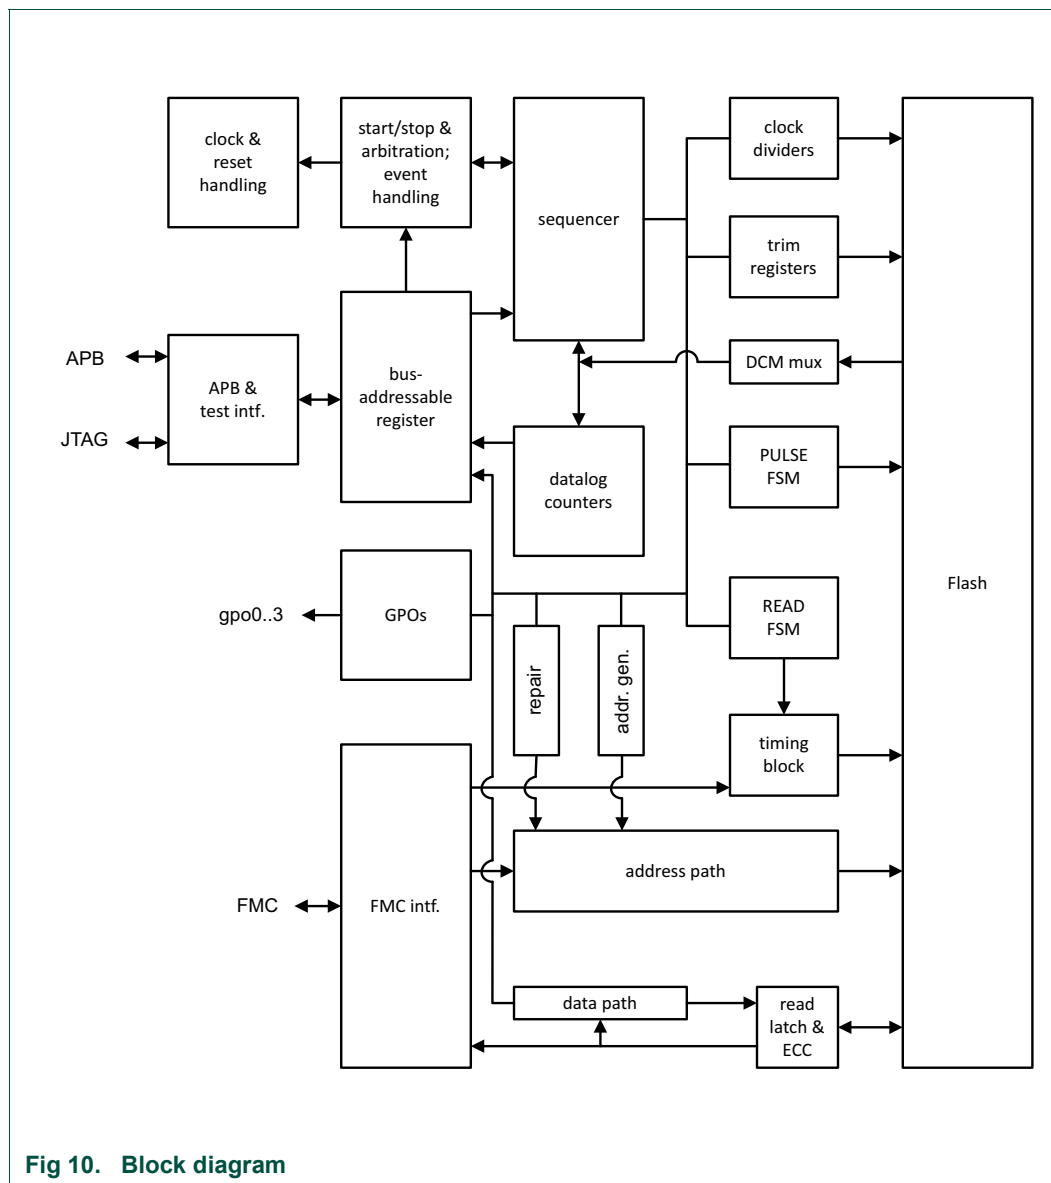 clock &
reset
handling
start/stop &
arbitration;
event
handling
sequencer
clock
dividers
trim
registers
APB
JTAG
APB &
test intf.
bus-
addressable
register
DCM mux
datalog
counters
PULSE
FSM
Flash
gpo0..3
GPOs
repair
addr. gen.
READ
FSM
timing
block
address path
FMC
FMC intf.
data path
read
latch &
ECC
Fig 10. Block diagram